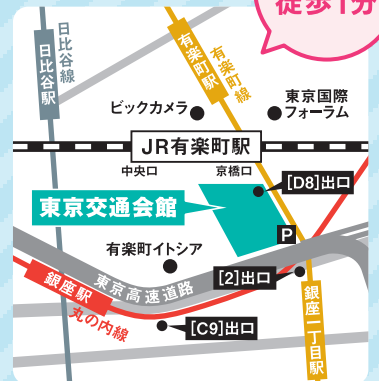 徒歩1分
日比谷線
日比谷駅
有楽町駅
有楽町線
ビックカメラ
東京国際
フォーラム
JR有楽町駅
中央口
京橋口
[D8]出口
東京交通会館
P
有楽町イトシア
[2]出口
東京高速道路
銀座駅
丸の内線
[C9]出口
銀座一丁目駅